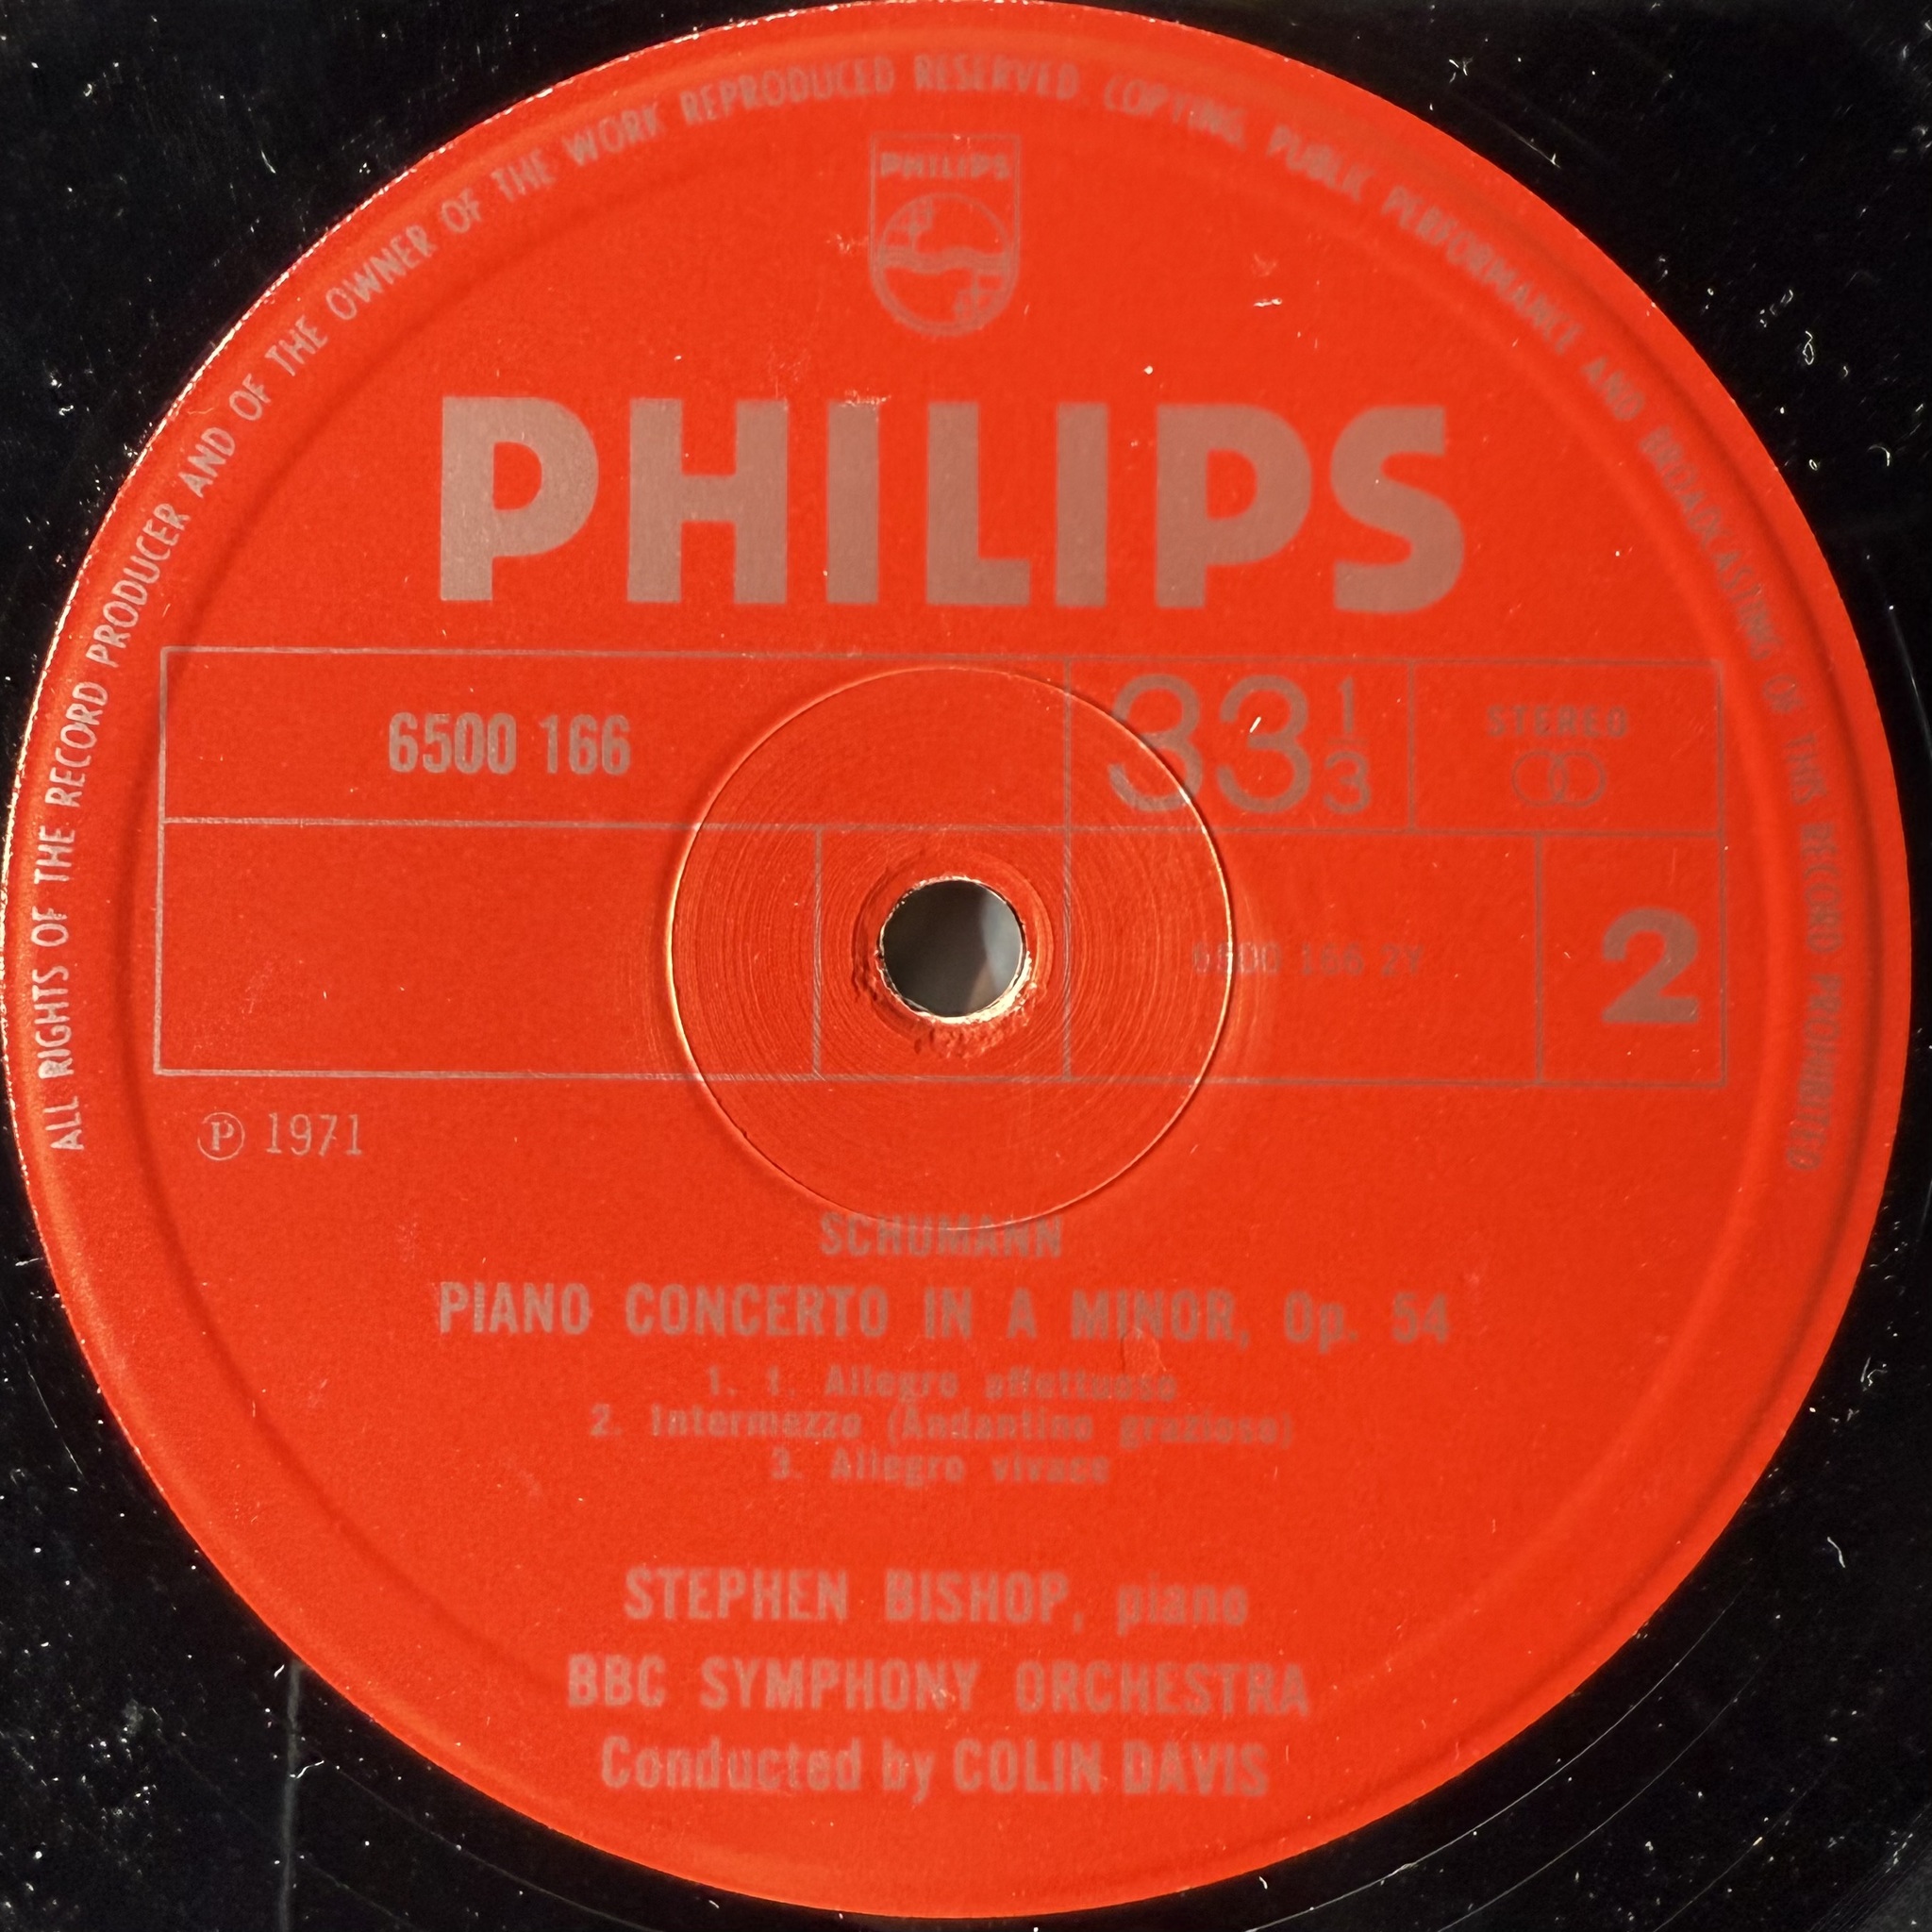 ALL RIGHTS OF THE RECORD PRODUCER AND OF THE OWNER OF THE WORK REPRODUCED RESERVED. COPYING, PUBLIC PERFORMANCE AND BROADCASTING OF THIS RECORD PROHIBITED
PHILIPS
PHILIPS
6500 166
33 1/3
STEREO
6500 166 2Y
2
Ⓟ 1971
SCHUMANN
PIANO CONCERTO IN A MINOR, Op. 54
1. 1. Allegro affettuoso
2. Intermezzo (Andantino grazioso)
3. Allegro vivace
STEPHEN BISHOP, piano
BBC SYMPHONY ORCHESTRA
Conducted by COLIN DAVIS